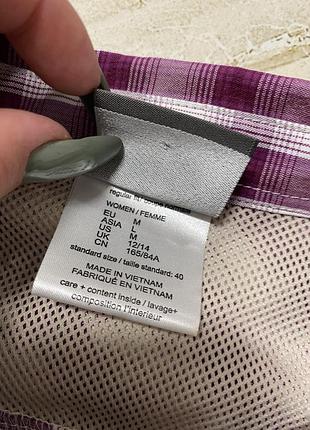 regular fit / coupe normale
WOMEN / FEMME
EU M
ASIA L
US M
UK 12/14
CN 165/84A
standard size / taille standard: 40
MADE IN VIETNAM
FABRIQUÉ EN VIETNAM
care + content inside / lavage+
composition l'interieur